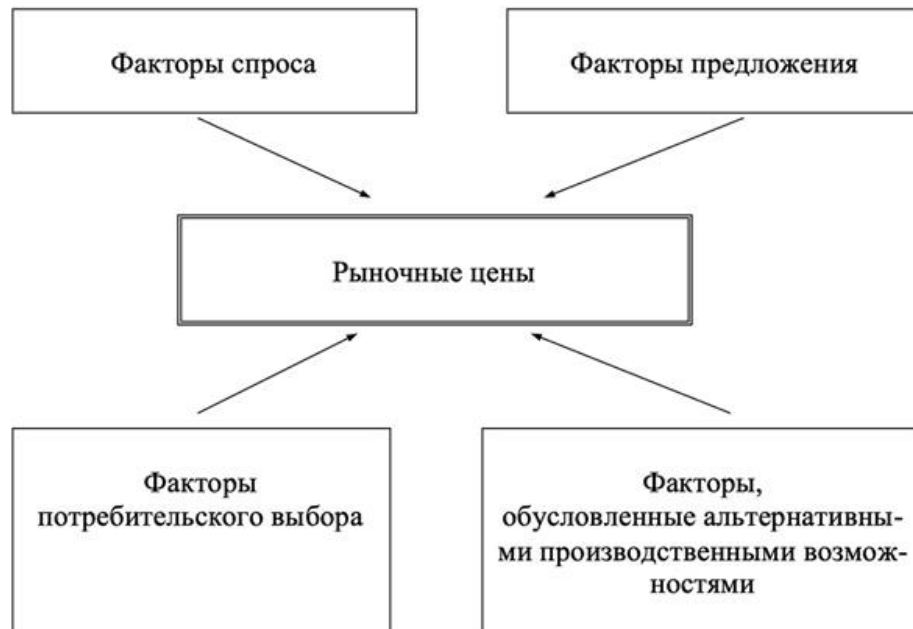 Факторы спроса
Факторы предложения
Рыночные цены
Факторы
потребительского выбора
Факторы,
обусловленные альтернативны-
ми производственными возмож-
ностями